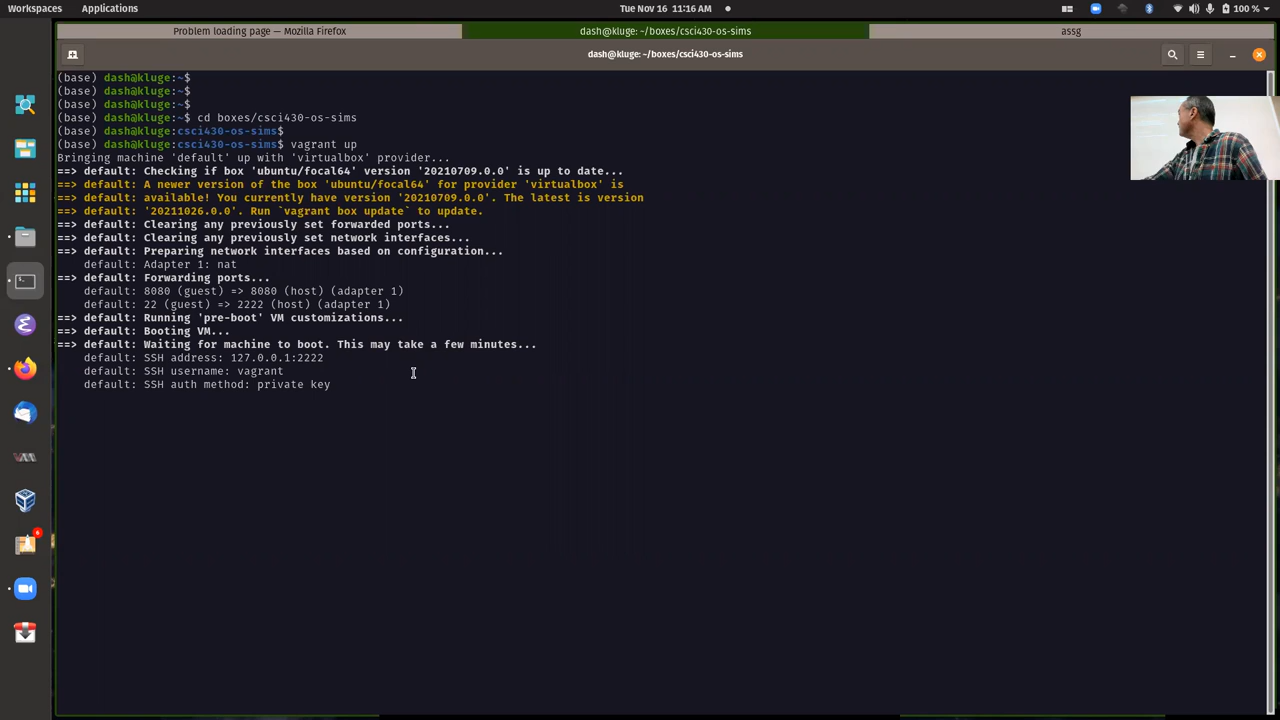 Workspaces Applications Tue Nov 16 11:16 AM 100 %
Problem loading page — Mozilla Firefox dash@kluge: ~/boxes/csci430-os-sims assg
dash@kluge: ~/boxes/csci430-os-sims
(base) dash@kluge:~$
(base) dash@kluge:~$
(base) dash@kluge:~$
(base) dash@kluge:~$ cd boxes/csci430-os-sims
(base) dash@kluge:csci430-os-sims$
(base) dash@kluge:csci430-os-sims$ vagrant up
Bringing machine 'default' up with 'virtualbox' provider...
==> default: Checking if box 'ubuntu/focal64' version '20210709.0.0' is up to date...
==> default: A newer version of the box 'ubuntu/focal64' for provider 'virtualbox' is
==> default: available! You currently have version '20210709.0.0'. The latest is version
==> default: '20211026.0.0'. Run `vagrant box update` to update.
==> default: Clearing any previously set forwarded ports...
==> default: Clearing any previously set network interfaces...
==> default: Preparing network interfaces based on configuration...
default: Adapter 1: nat
==> default: Forwarding ports...
default: 8080 (guest) => 8080 (host) (adapter 1)
default: 22 (guest) => 2222 (host) (adapter 1)
==> default: Running 'pre-boot' VM customizations...
==> default: Booting VM...
==> default: Waiting for machine to boot. This may take a few minutes...
default: SSH address: 127.0.0.1:2222
default: SSH username: vagrant
default: SSH auth method: private key
6